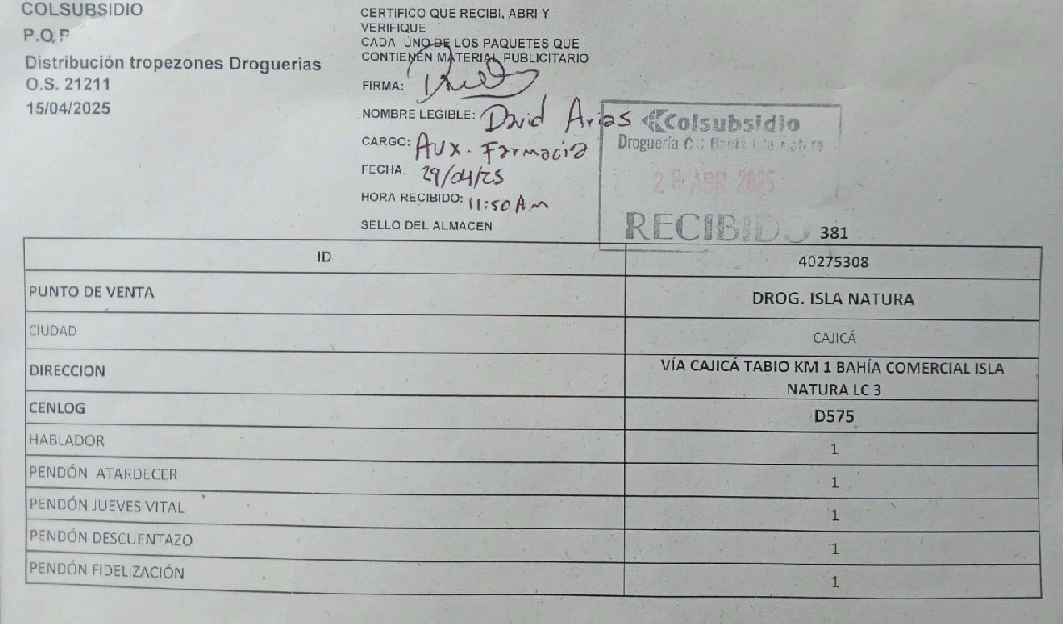 COLSUBSIDIO
P.O.P
Distribución tropezones Droguerias
O.S. 21211
15/04/2025
CERTIFICO QUE RECIBI, ABRI Y
VERIFIQUE
CADA UNO DE LOS PAQUETES QUE
CONTIENEN MATERIAL PUBLICITARIO
FIRMA:
NOMBRE LEGIBLE: David Arias
CARGO: Aux. Farmacia
FECHA: 29/04/25
HORA RECIBIDO: 11:50 Am
SELLO DEL ALMACEN
Colsubsidio
Droguería
ABR
RECIBIDO
381
ID 40275308
PUNTO DE VENTA DROG. ISLA NATURA
CIUDAD CAJICÁ
DIRECCION VÍA CAJICÁ TABIO KM 1 BAHÍA COMERCIAL ISLA
NATURA LC 3
CENLOG D575
HABLADOR 1
PENDÓN ATARDECER 1
PENDÓN JUEVES VITAL 1
PENDÓN DESCUENTAZO 1
PENDÓN FIDELIZACIÓN 1